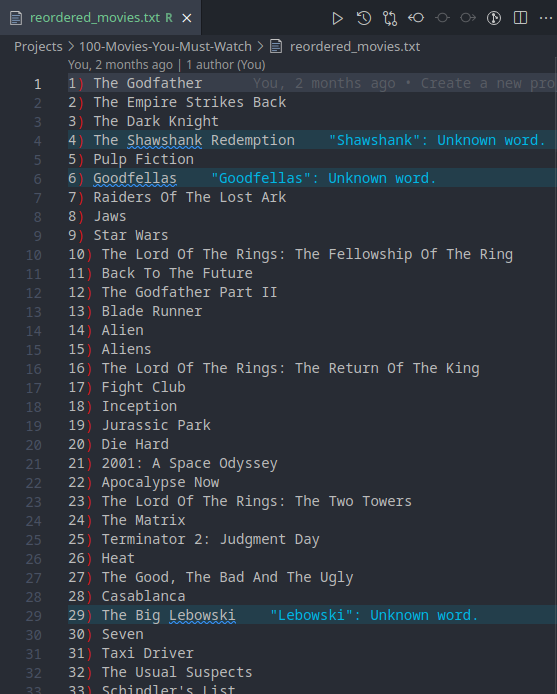 reordered_movies.txt R
Projects > 100-Movies-You-Must-Watch > reordered_movies.txt
You, 2 months ago | 1 author (You)
1 1) The Godfather You, 2 months ago • Create a new pro
2 2) The Empire Strikes Back
3 3) The Dark Knight
4 4) The Shawshank Redemption "Shawshank": Unknown word.
5 5) Pulp Fiction
6 6) Goodfellas "Goodfellas": Unknown word.
7 7) Raiders Of The Lost Ark
8 8) Jaws
9 9) Star Wars
10 10) The Lord Of The Rings: The Fellowship Of The Ring
11 11) Back To The Future
12 12) The Godfather Part II
13 13) Blade Runner
14 14) Alien
15 15) Aliens
16 16) The Lord Of The Rings: The Return Of The King
17 17) Fight Club
18 18) Inception
19 19) Jurassic Park
20 20) Die Hard
21 21) 2001: A Space Odyssey
22 22) Apocalypse Now
23 23) The Lord Of The Rings: The Two Towers
24 24) The Matrix
25 25) Terminator 2: Judgment Day
26 26) Heat
27 27) The Good, The Bad And The Ugly
28 28) Casablanca
29 29) The Big Lebowski "Lebowski": Unknown word.
30 30) Seven
31 31) Taxi Driver
32 32) The Usual Suspects
33 33) Schindler's List